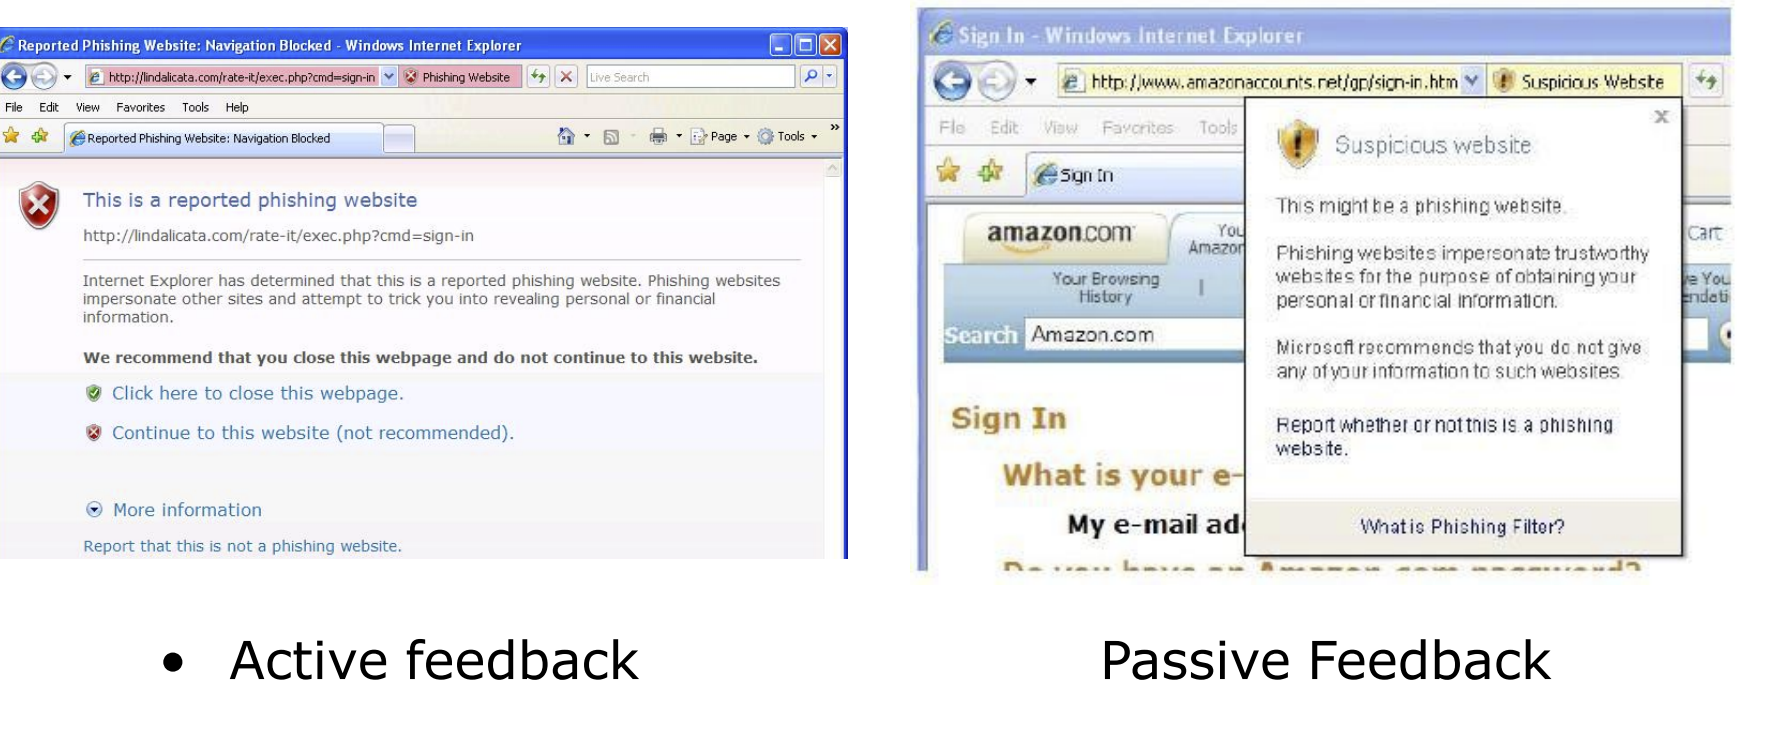 Reported Phishing Website: Navigation Blocked - Windows Internet Explorer
http://lindalicata.com/rate-it/exec.php?cmd=sign-in
Phishing Website
Live Search
File Edit View Favorites Tools Help
Reported Phishing Website: Navigation Blocked
Page
Tools
»
This is a reported phishing website
http://lindalicata.com/rate-it/exec.php?cmd=sign-in
Internet Explorer has determined that this is a reported phishing website. Phishing websites
impersonate other sites and attempt to trick you into revealing personal or financial
information.
We recommend that you close this webpage and do not continue to this website.
Click here to close this webpage.
Continue to this website (not recommended).
More information
Report that this is not a phishing website.
Sign In - Windows Internet Explorer
http://www.amazonaccounts.net/gp/sign-in.htm
Suspicious Website
File Edit View Favorites Tools
Sign In
amazon.com
You
Amazon
Cart
Your Browsing
History
Search
Amazon.com
Sign In
What is your e-
My e-mail
Do you have an Amazon.com password?
Suspicious website
This might be a phishing website.
Phishing websites impersonate trustworthy
websites for the purpose of obtaining your
personal or financial information.
Microsoft recommends that you do not give
any of your information to such websites.
Report whether or not this is a phishing
website.
What is Phishing Filter?
• Active feedback
Passive Feedback